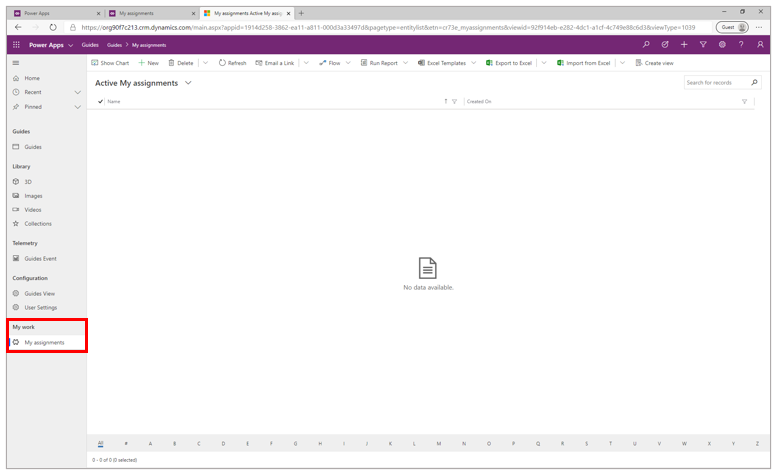 Power Apps
My assignments
My assignments Active My assig
https://org90f7c213.crm.dynamics.com/main.aspx?appid=1914d258-3862-ea11-a811-000d3a33497d&pagetype=entitylist&etn=cr73e_myassignments&viewid=92f914eb-e282-4dc1-a1cf-4c749e88c6d3&viewType=1039
Guest
Power Apps
Guides
Guides > My assignments
Show Chart
New
Delete
Refresh
Email a Link
Flow
Run Report
Excel Templates
Export to Excel
Import from Excel
Create view
Home
Recent
Pinned
Guides
Guides
Library
3D
Images
Videos
Collections
Telemetry
Guides Event
Configuration
Guides View
User Settings
My work
My assignments
Active My assignments
Search for records
Name
Created On
No data available.
All # A B C D E F G H I J K L M N O P Q R S T U V W X Y Z
0 - 0 of 0 (0 selected)